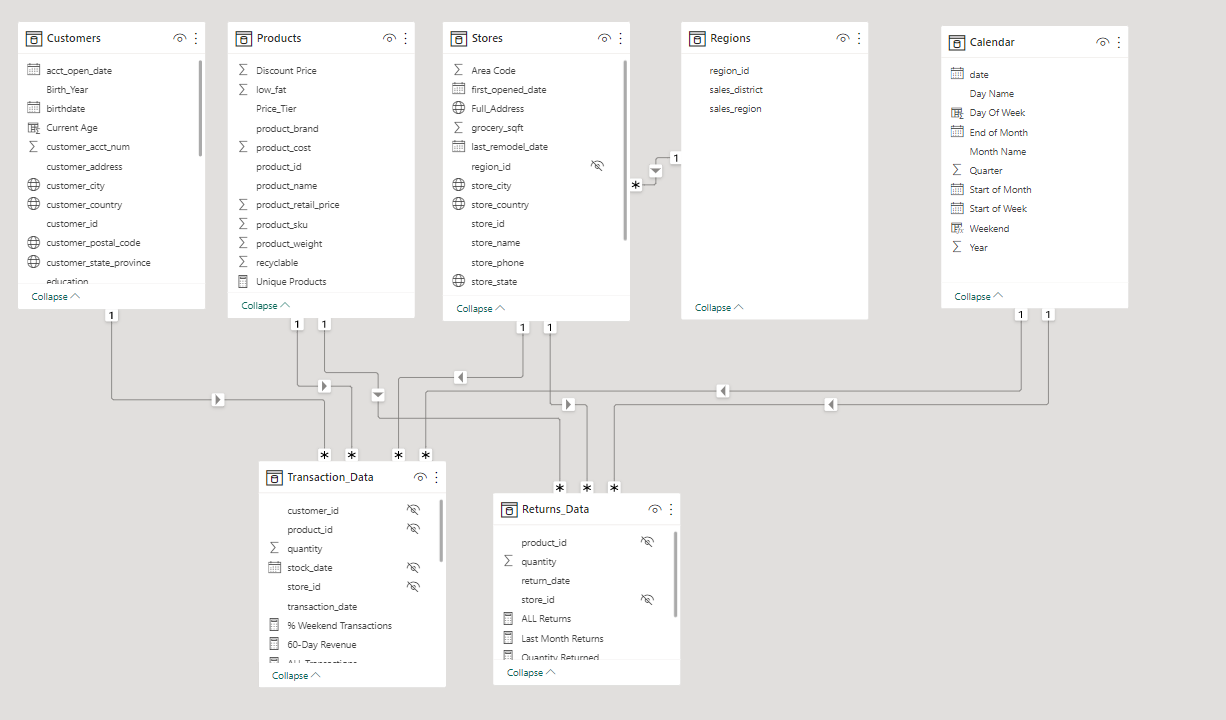 Customers
acct_open_date
Birth_Year
birthdate
Current Age
customer_acct_num
customer_address
customer_city
customer_country
customer_id
customer_postal_code
customer_state_province
education
Collapse
Products
Discount Price
low_fat
Price_Tier
product_brand
product_cost
product_id
product_name
product_retail_price
product_sku
product_weight
recyclable
Unique Products
Collapse
Stores
Area Code
first_opened_date
Full_Address
grocery_sqft
last_remodel_date
region_id
store_city
store_country
store_id
store_name
store_phone
store_state
Collapse
Regions
region_id
sales_district
sales_region
Collapse
Calendar
date
Day Name
Day Of Week
End of Month
Month Name
Quarter
Start of Month
Start of Week
Weekend
Year
Collapse
1
*
1
1
1
1
1
1
1
* * * *
* * *
Transaction_Data
customer_id
product_id
quantity
stock_date
store_id
transaction_date
% Weekend Transactions
60-Day Revenue
ALL Transactions
Collapse
Returns_Data
product_id
quantity
return_date
store_id
ALL Returns
Last Month Returns
Quantity Returned
Collapse